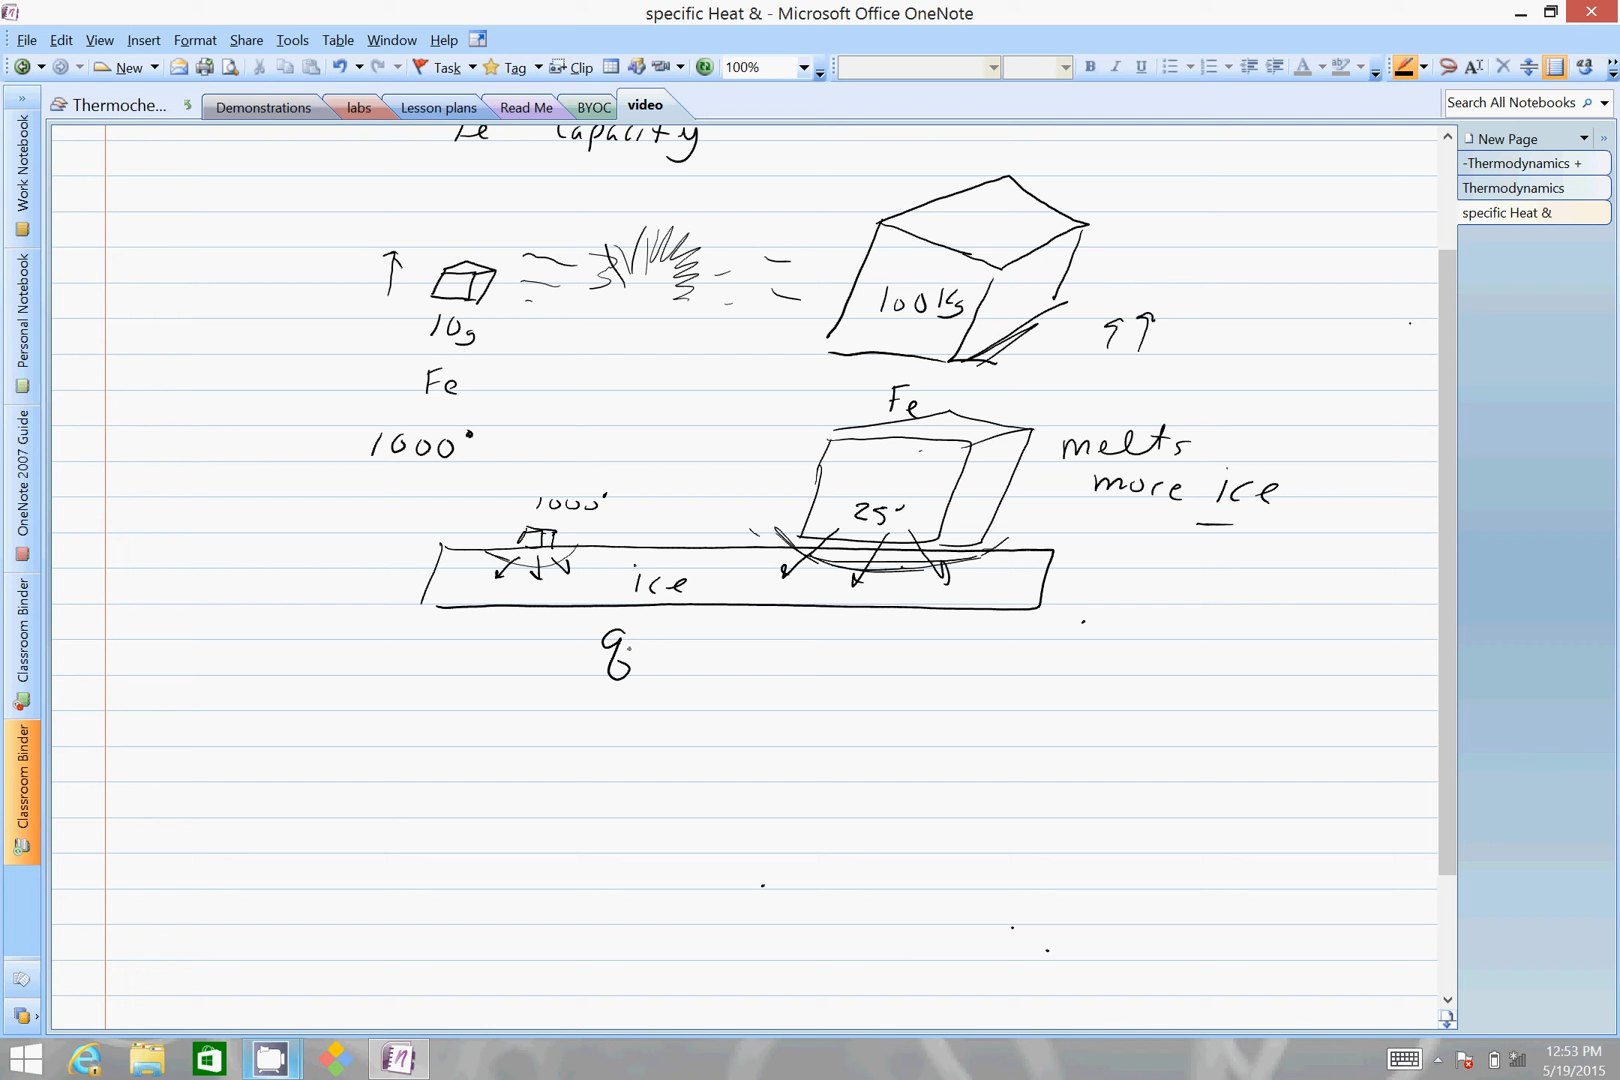 specific Heat & - Microsoft Office OneNote
File Edit View Insert Format Share Tools Table Window Help
New Task Tag Clip 100% B I U A
Thermoche... Demonstrations labs Lesson plans Read Me BYOC video
Search All Notebooks
New Page
-Thermodynamics +
Thermodynamics
specific Heat &
Work Notebook
Personal Notebook
OneNote 2007 Guide
Classroom Binder
Classroom Binder
Fe capacity
10g
Fe
1000°
100Kg
Fe
melts
more ice
1000°
25°
ice
q
12:53 PM
5/19/2015